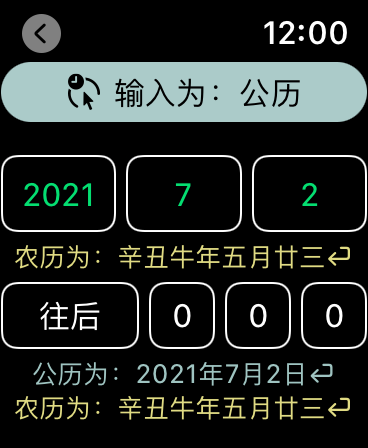 12:00
输入为：公历
2021 7 2
农历为：辛丑牛年五月廿三
往后 0 0 0
公历为：2021年7月2日
农历为：辛丑牛年五月廿三